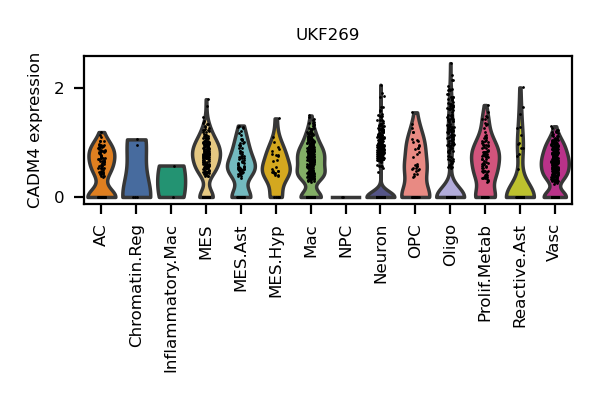 UKF269
CADM4 expression
2
0
AC
Chromatin.Reg
Inflammatory.Mac
MES
MES.Ast
MES.Hyp
Mac
NPC
Neuron
OPC
Oligo
Prolif.Metab
Reactive.Ast
Vasc